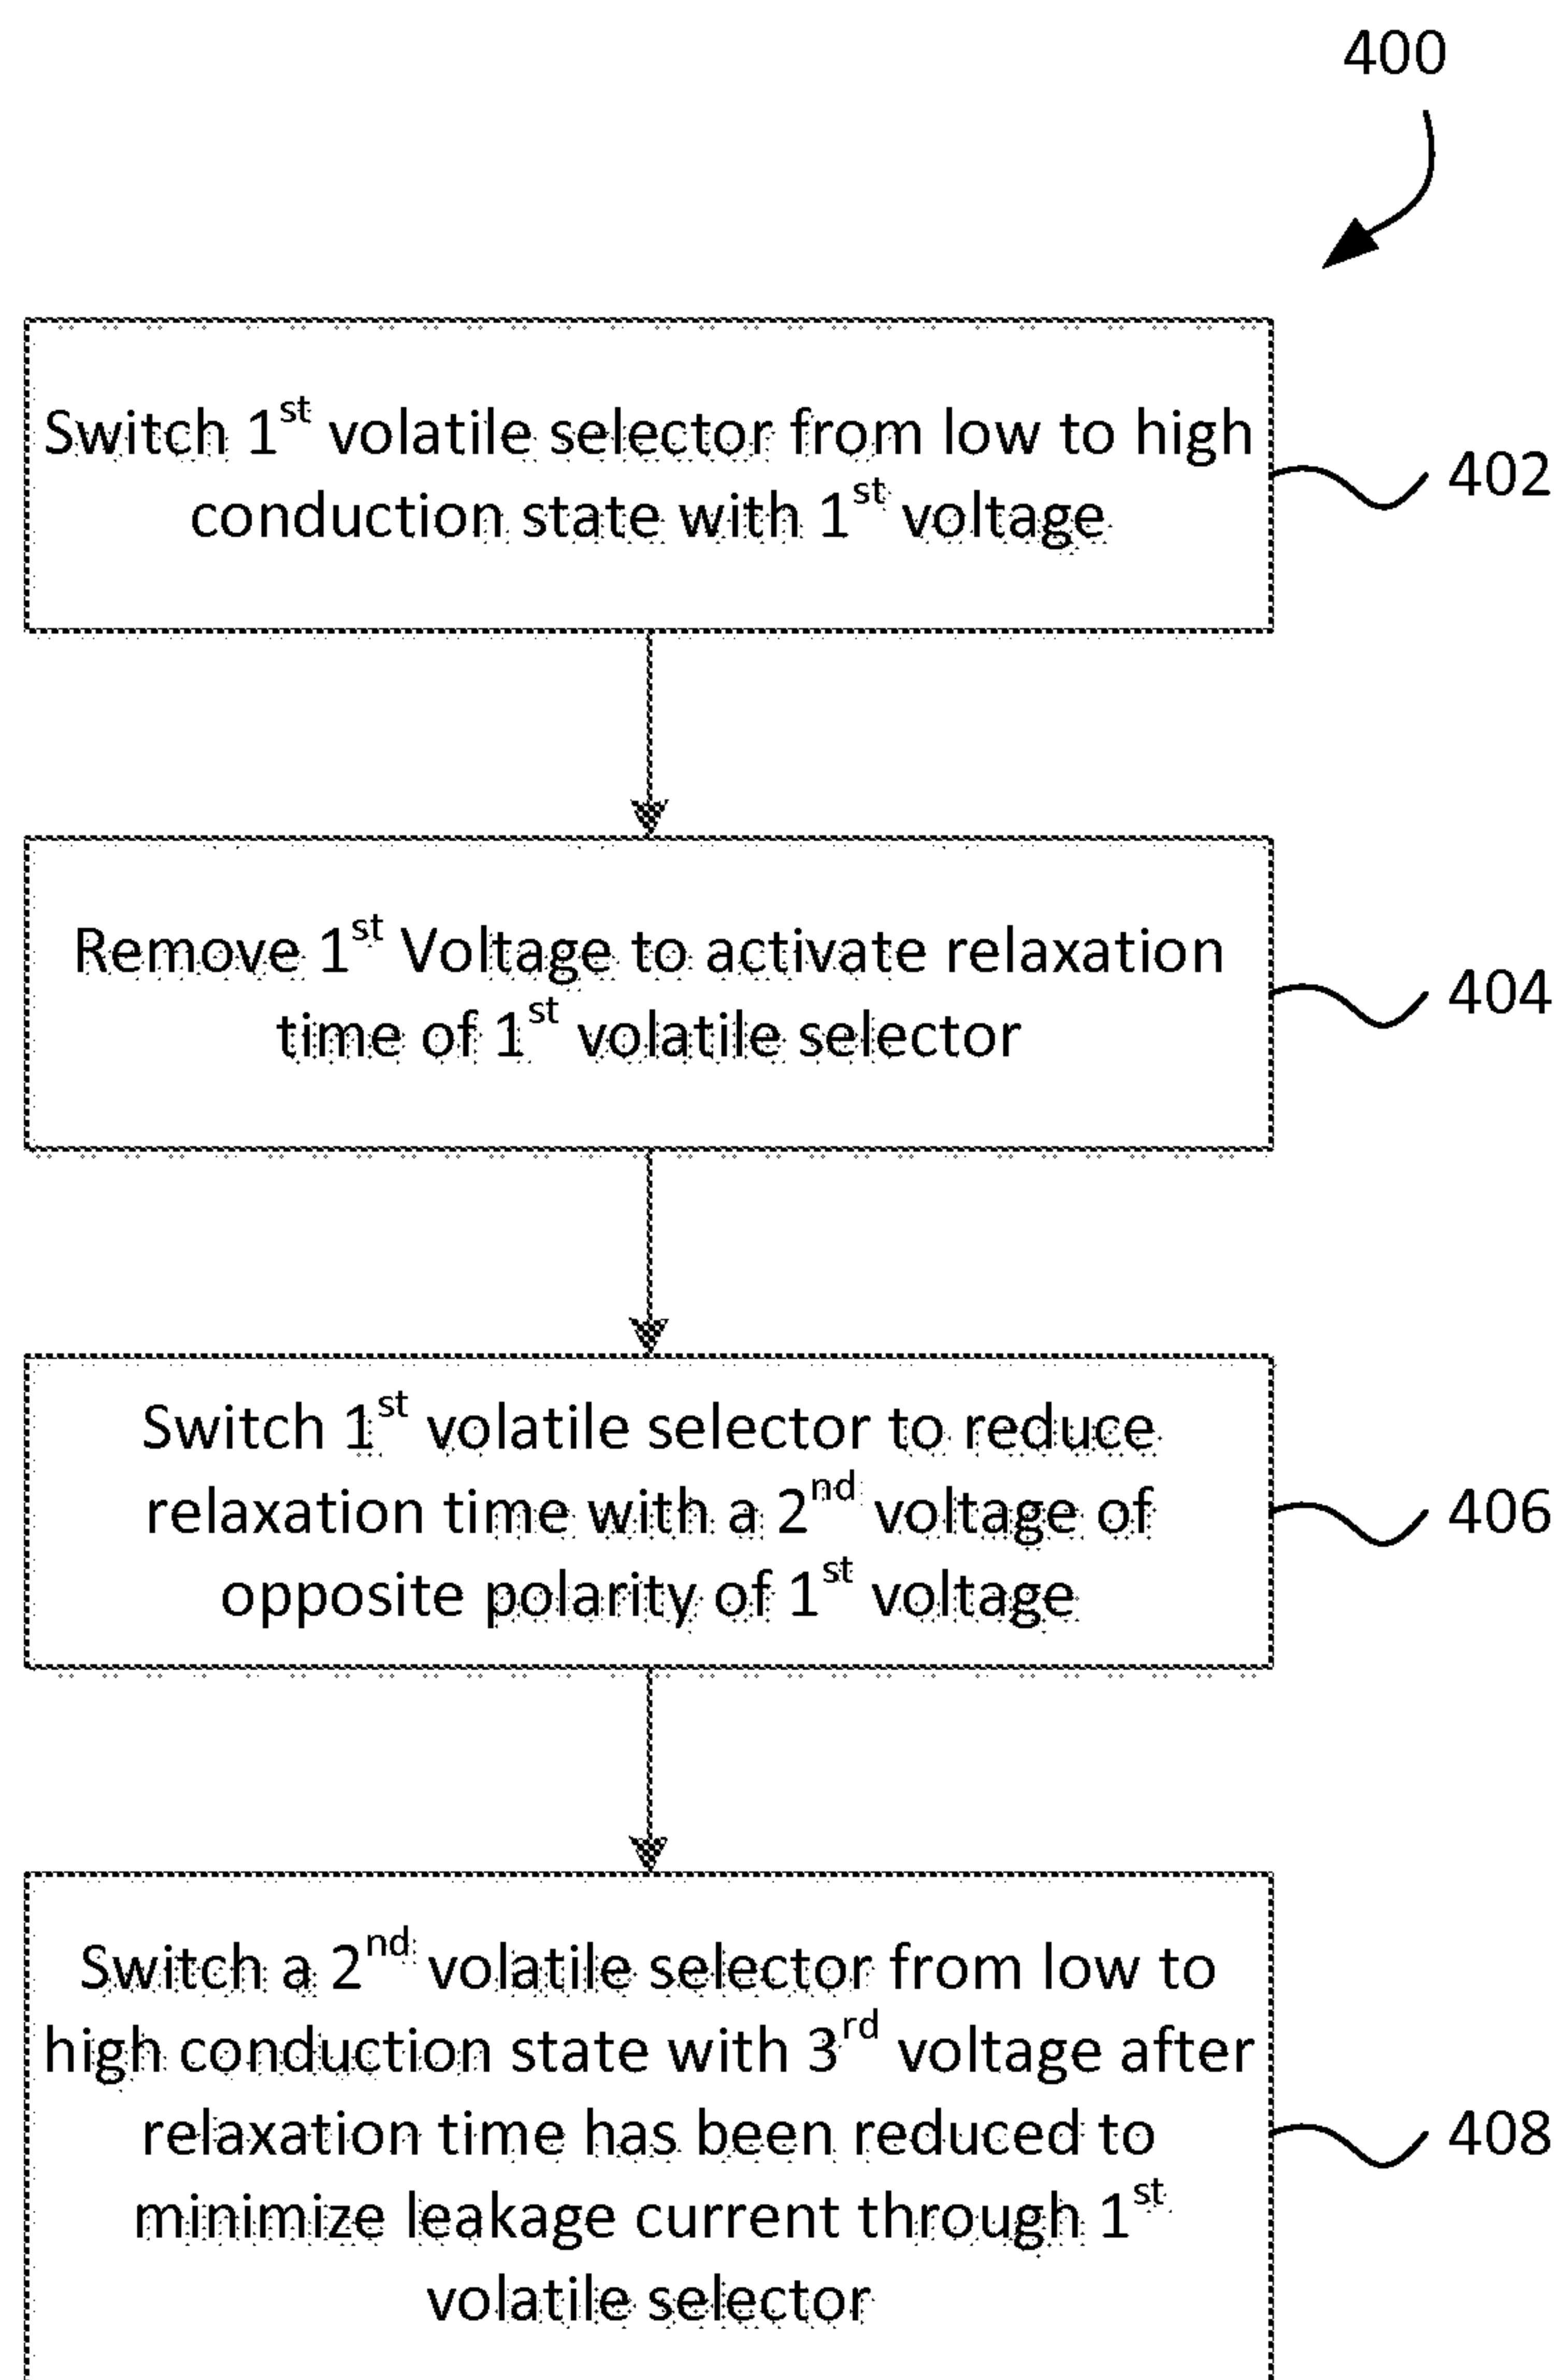 400
Switch 1st volatile selector from low to high
conduction state with 1st voltage
402
Remove 1st Voltage to activate relaxation
time of 1st volatile selector
404
Switch 1st volatile selector to reduce
relaxation time with a 2nd voltage of
opposite polarity of 1st voltage
406
Switch a 2nd volatile selector from low to
high conduction state with 3rd voltage after
relaxation time has been reduced to
minimize leakage current through 1st
volatile selector
408